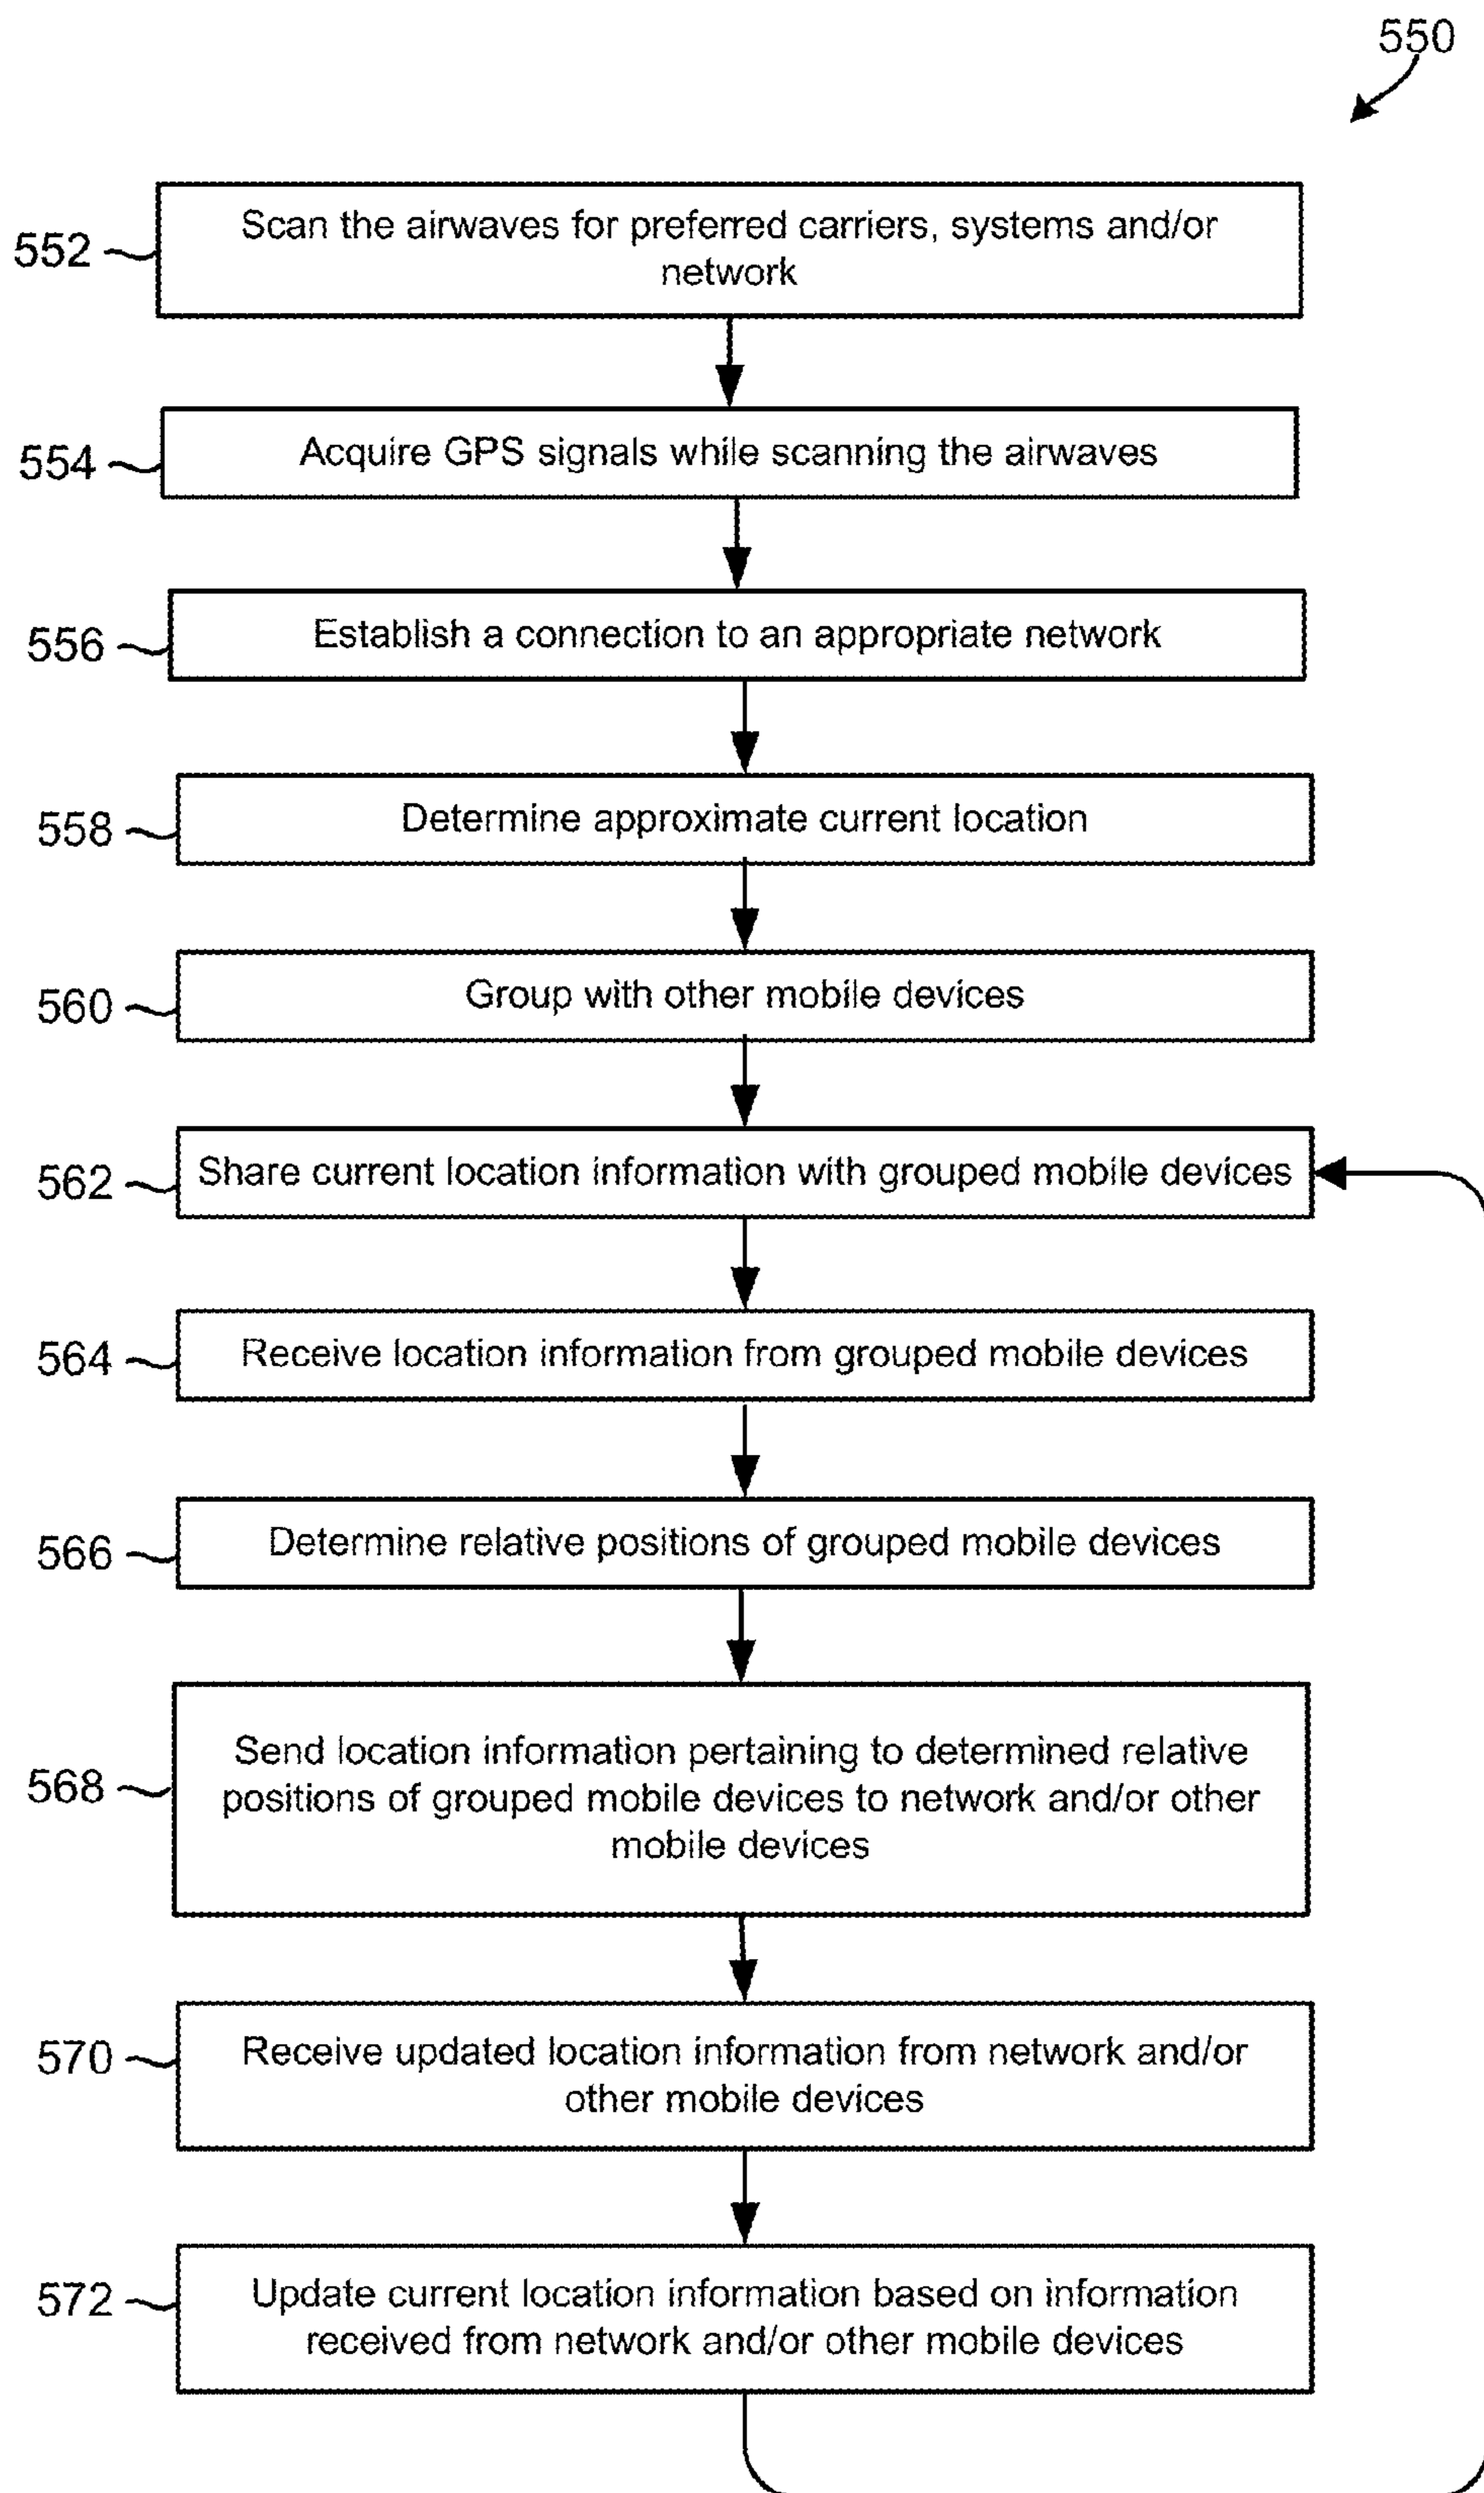 550
552
Scan the airwaves for preferred carriers, systems and/or
network
554
Acquire GPS signals while scanning the airwaves
556
Establish a connection to an appropriate network
558
Determine approximate current location
560
Group with other mobile devices
562
Share current location information with grouped mobile devices
564
Receive location information from grouped mobile devices
566
Determine relative positions of grouped mobile devices
568
Send location information pertaining to determined relative
positions of grouped mobile devices to network and/or other
mobile devices
570
Receive updated location information from network and/or
other mobile devices
572
Update current location information based on information
received from network and/or other mobile devices